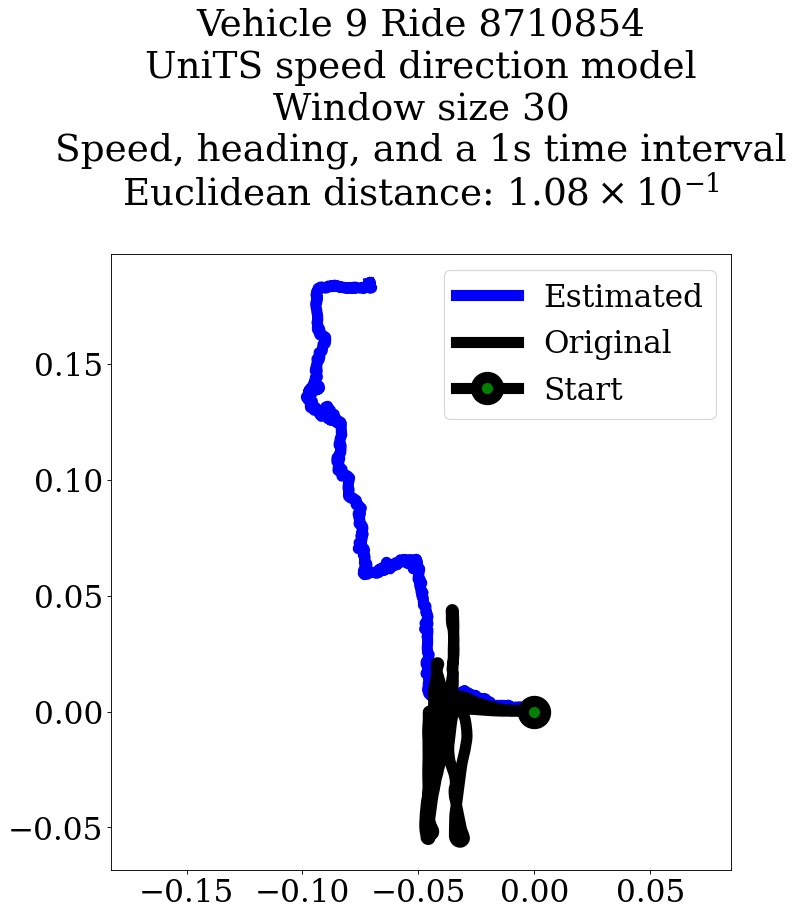 Vehicle 9 Ride 8710854
UniTS speed direction model
Window size 30
Speed, heading, and a 1s time interval
Euclidean distance: 1.08 × 10⁻¹
Estimated
Original
Start
0.15
0.10
0.05
0.00
−0.05
−0.15 −0.10 −0.05 0.00 0.05